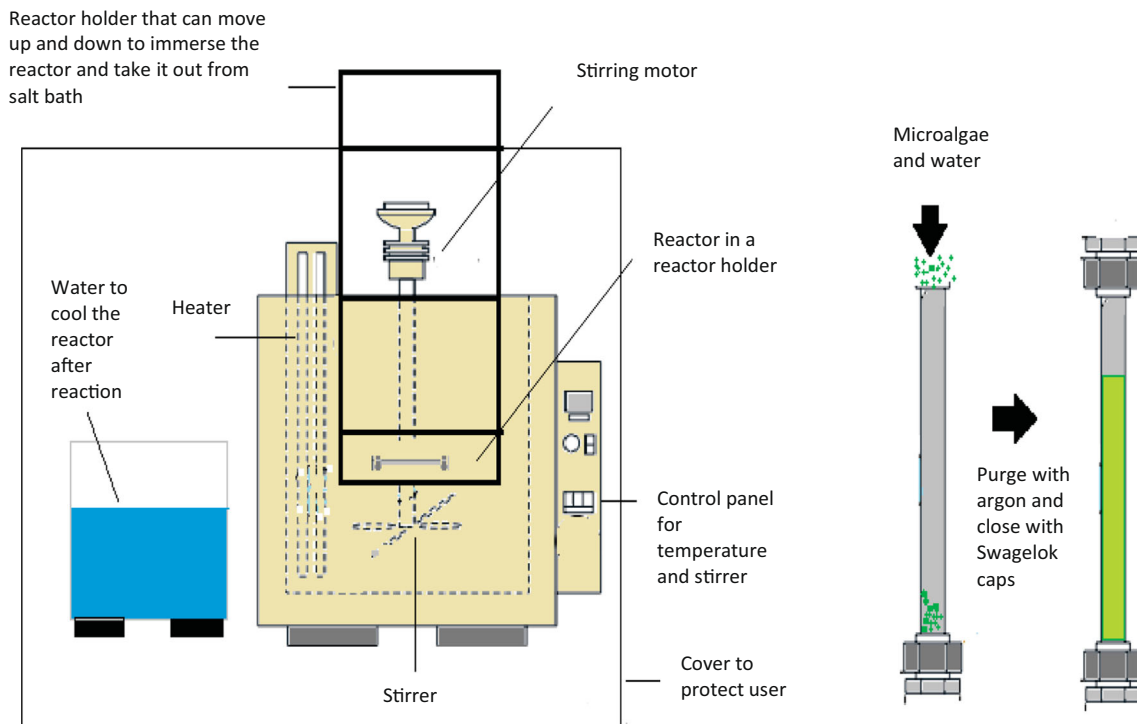 Reactor holder that can move
up and down to immerse the
reactor and take it out from
salt bath
Stirring motor
Microalgae
and water
Reactor in a
reactor holder
Water to
cool the
reactor
after
reaction
Heater
Control panel
for
temperature
and stirrer
Purge with
argon and
close with
Swagelok
caps
Stirrer
Cover to
protect user